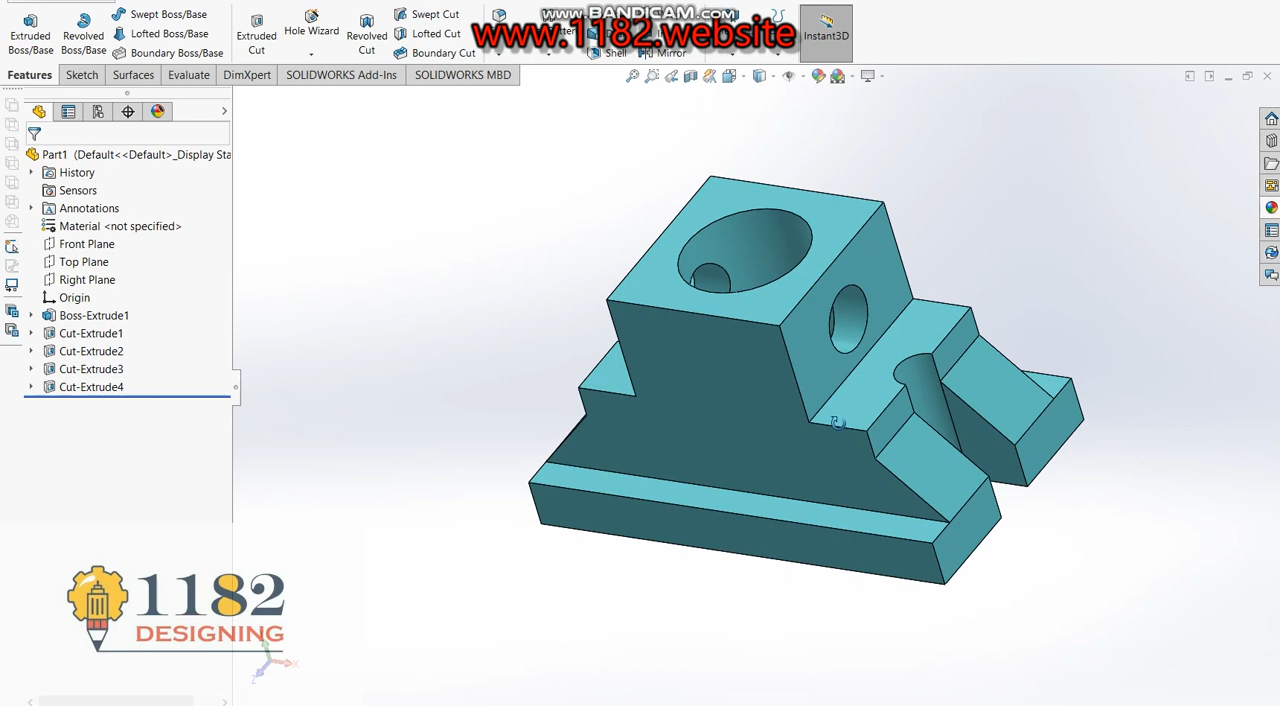 www.BANDICAM.com
www.1182.website
Extruded Boss/Base
Revolved Boss/Base
Swept Boss/Base
Lofted Boss/Base
Boundary Boss/Base
Extruded Cut
Hole Wizard
Revolved Cut
Swept Cut
Lofted Cut
Boundary Cut
Shell
Mirror
Instant3D
Features
Sketch
Surfaces
Evaluate
DimXpert
SOLIDWORKS Add-Ins
SOLIDWORKS MBD
Part1 (Default<<Default>_Display Sta
History
Sensors
Annotations
Material <not specified>
Front Plane
Top Plane
Right Plane
Origin
Boss-Extrude1
Cut-Extrude1
Cut-Extrude2
Cut-Extrude3
Cut-Extrude4
1182
DESIGNING
X
Z